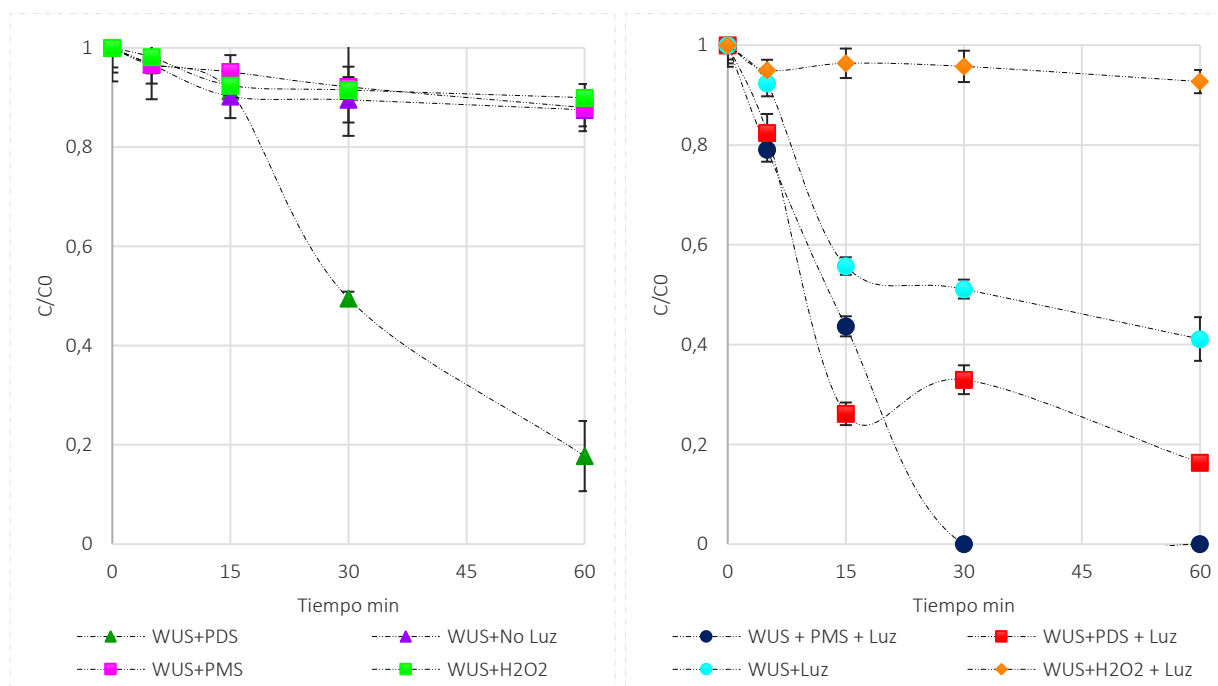 1
0,8
0,6
0,4
0,2
0
C/C0
0 15 30 45 60
Tiempo min
WUS+PDS WUS+No Luz
WUS+PMS WUS+H2O2
1
0,8
0,6
0,4
0,2
0
C/C0
0 15 30 45 60
Tiempo min
WUS + PMS + Luz WUS+PDS + Luz
WUS+Luz WUS+H2O2 + Luz